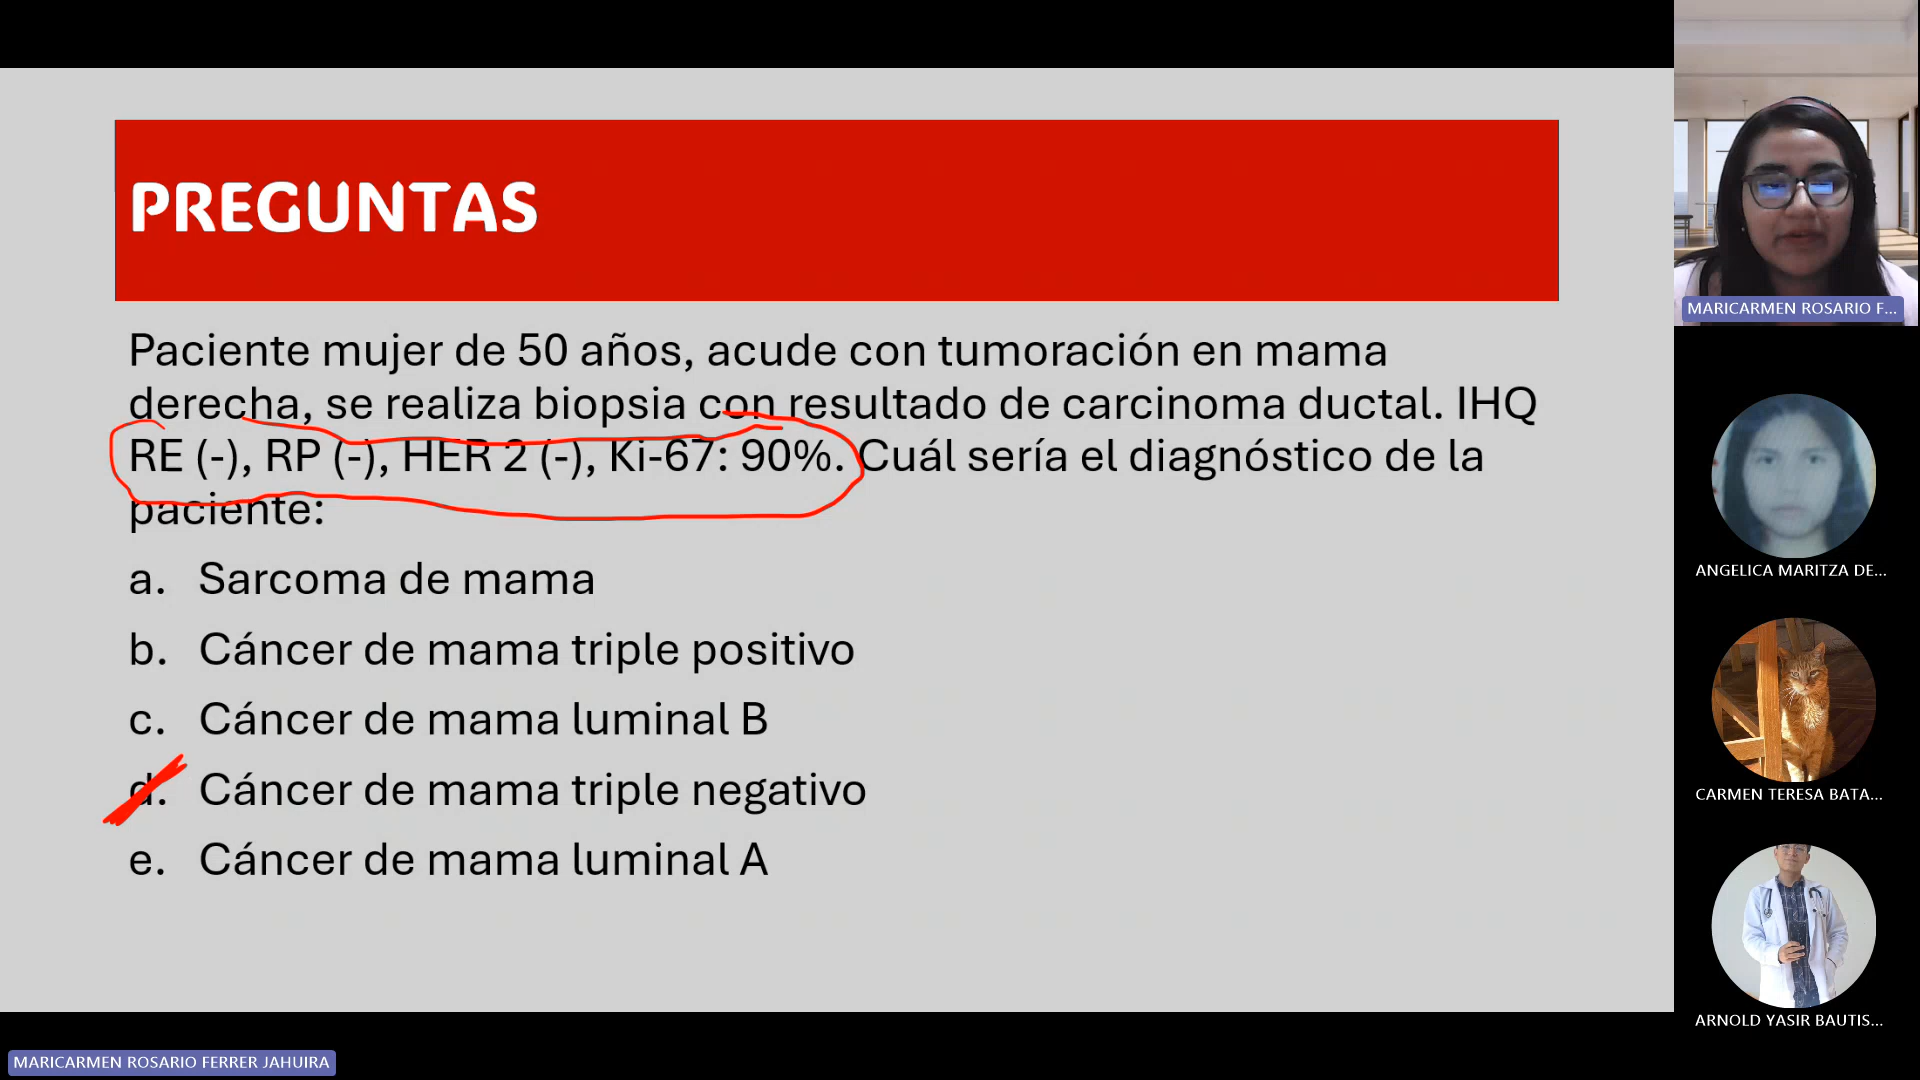 PREGUNTAS
Paciente mujer de 50 años, acude con tumoración en mama
derecha, se realiza biopsia con resultado de carcinoma ductal. IHQ
RE (-), RP (-), HER 2 (-), Ki-67: 90%. Cuál sería el diagnóstico de la
paciente:
a. Sarcoma de mama
b. Cáncer de mama triple positivo
c. Cáncer de mama luminal B
d. Cáncer de mama triple negativo
e. Cáncer de mama luminal A
MARICARMEN ROSARIO F...
ANGELICA MARITZA DE...
CARMEN TERESA BATA...
ARNOLD YASIR BAUTIS...
MARICARMEN ROSARIO FERRER JAHUIRA